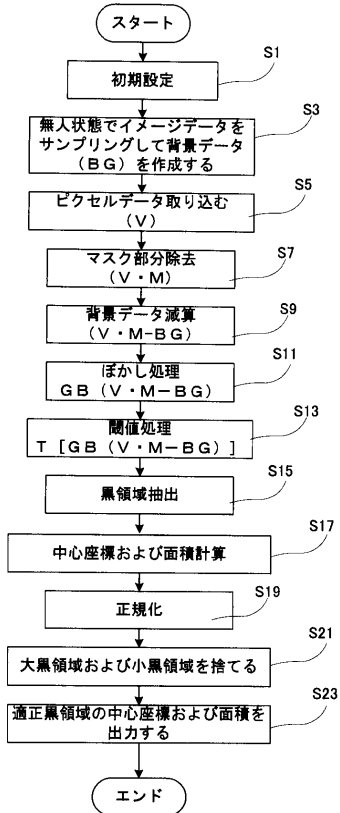 スタート
S1
初期設定
S3
無人状態でイメージデータを
サンプリングして背景データ
(BG)を作成する
S5
ピクセルデータ取り込む
(V)
S7
マスク部分除去
(V・M)
S9
背景データ減算
(V・M-BG)
S11
ぼかし処理
GB(V・M-BG)
S13
閾値処理
T[GB(V・M-BG)]
S15
黒領域抽出
S17
中心座標および面積計算
S19
正規化
S21
大黒領域および小黒領域を捨てる
S23
適正黒領域の中心座標および面積を
出力する
エンド